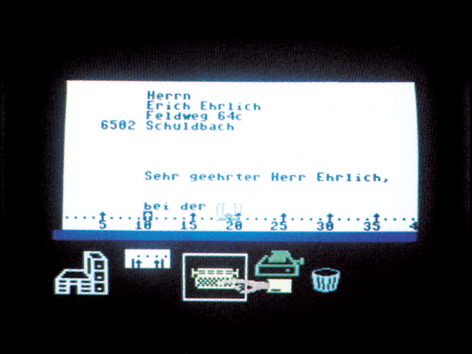 Herrn
Erich Ehrlich
Feldweg 64c
6502 Schuldbach
Sehr geehrter Herr Ehrlich,
bei der
5 10 15 20 25 30 35 4